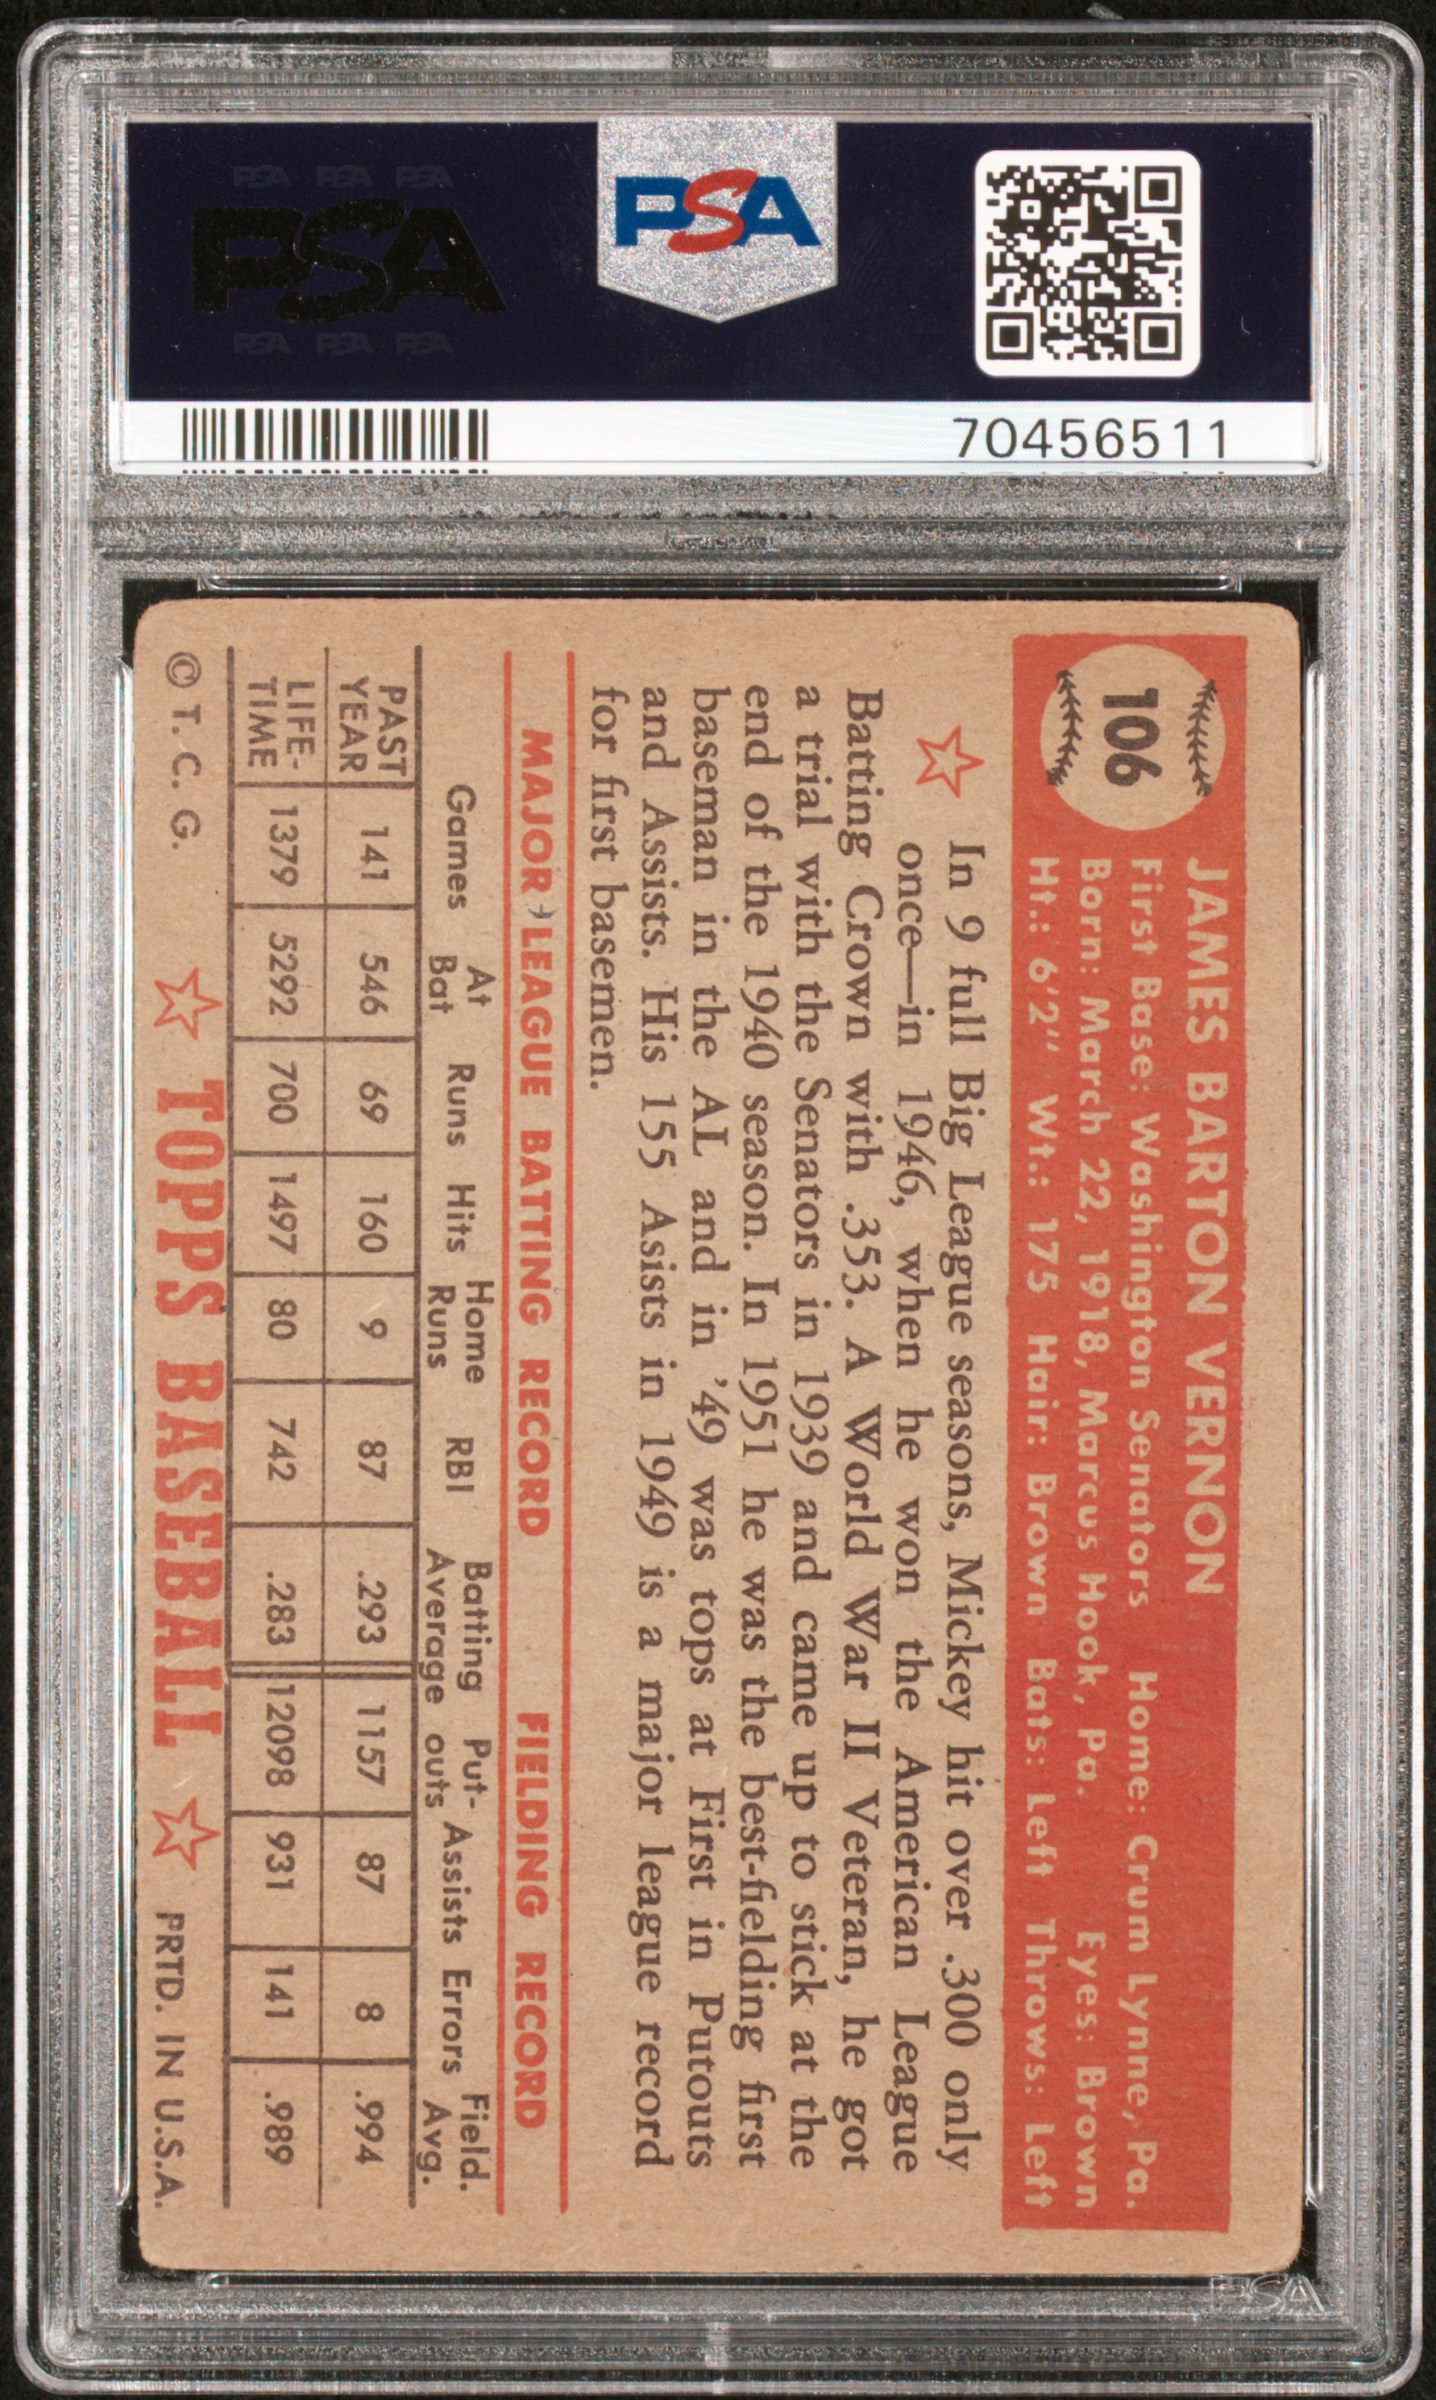 PSA PSA PSA
PSA
PSA PSA PSA
PSA
70456511
106
JAMES BARTON VERNON
First Base: Washington Senators Home: Crum Lynne, Pa.
Born: March 22, 1918, Marcus Hook, Pa. Eyes: Brown
Ht.: 6'2" Wt.: 175 Hair: Brown Bats: Left Throws: Left
In 9 full Big League seasons, Mickey hit over .300 only
once—in 1946, when he won the American League
Batting Crown with .353. A World War II Veteran, he got
a trial with the Senators in 1939 and came up to stick at the
end of the 1940 season. In 1951 he was the best-fielding first
baseman in the AL and in '49 was tops at First in Putouts
and Assists. His 155 Asists in 1949 is a major league record
for first basemen.
MAJOR LEAGUE BATTING RECORD FIELDING RECORD
Games At Bat Runs Hits Home Runs RBI Batting Average Put-outs Assists Errors Field. Avg.
PAST YEAR 141 546 69 160 9 87 .293 1157 87 8 .994
LIFE-TIME 1379 5292 700 1497 80 742 .283 12098 931 141 .989
© T. C. G. TOPPS BASEBALL PRTD. IN U.S.A.
PSA